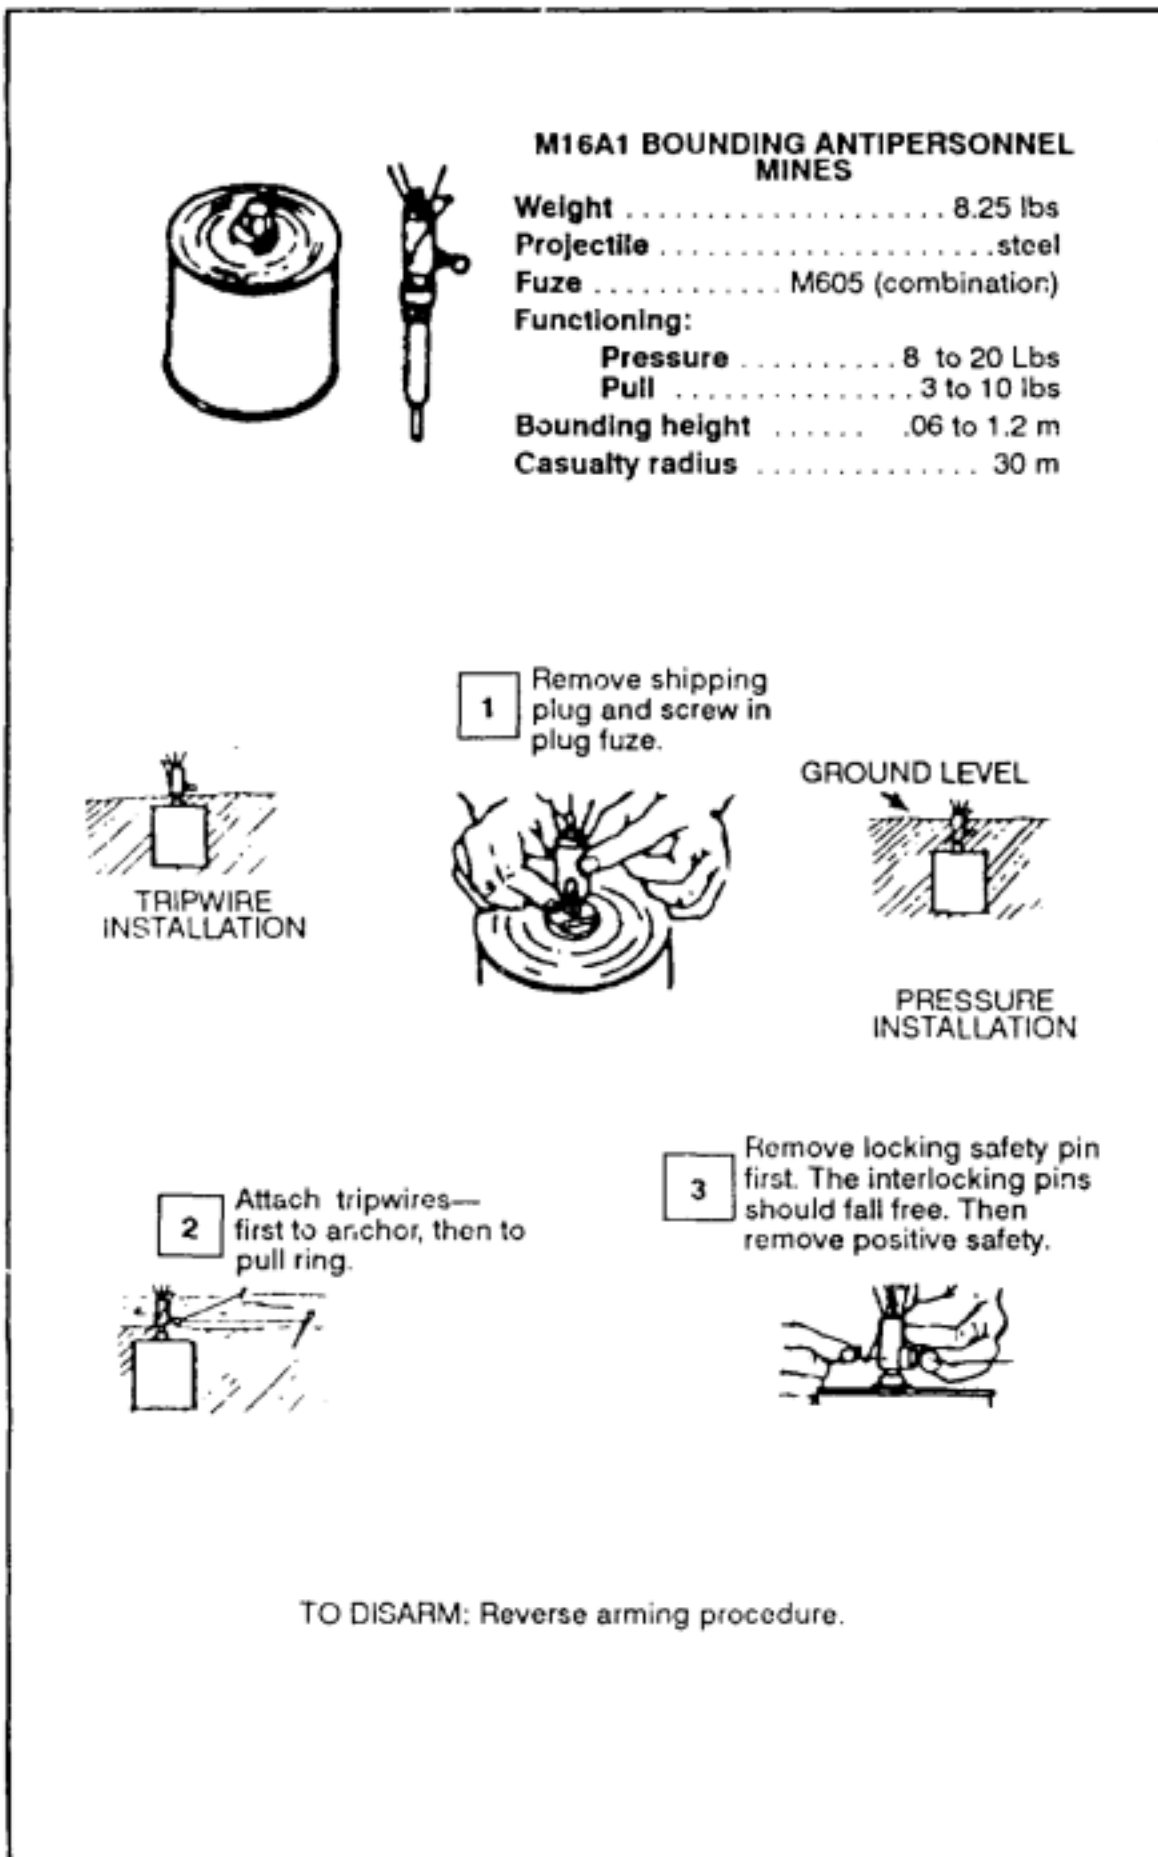 M16A1 BOUNDING ANTIPERSONNEL
MINES
Weight .................... 8.25 lbs
Projectile .....................steel
Fuze ............ M605 (combination)
Functioning:
Pressure .......... 8 to 20 Lbs
Pull ............... 3 to 10 lbs
Bounding height ...... .06 to 1.2 m
Casualty radius .............. 30 m
1 Remove shipping
plug and screw in
plug fuze.
TRIPWIRE
INSTALLATION
GROUND LEVEL
PRESSURE
INSTALLATION
2 Attach tripwires—
first to anchor, then to
pull ring.
3 Remove locking safety pin
first. The interlocking pins
should fall free. Then
remove positive safety.
TO DISARM: Reverse arming procedure.